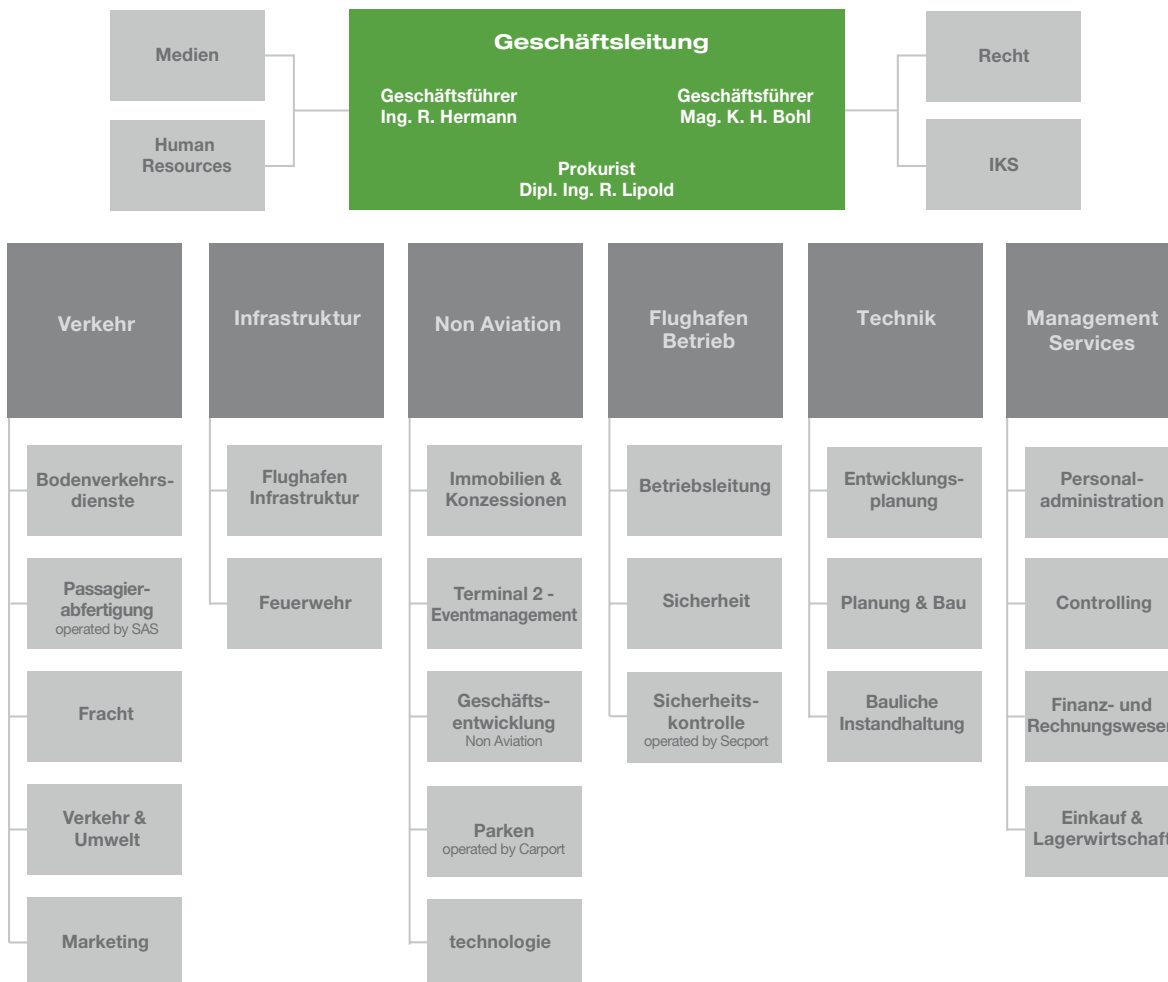 Medien
Human
Resources
Geschäftsleitung
Geschäftsführer
Ing. R. Hermann
Geschäftsführer
Mag. K. H. Bohl
Prokurist
Dipl. Ing. R. Lipold
Recht
IKS
Verkehr
Infrastruktur
Non Aviation
Flughafen
Betrieb
Technik
Management
Services
Bodenverkehrs-
dienste
Passagier-
abfertigung
operated by SAS
Fracht
Verkehr &
Umwelt
Marketing
Flughafen
Infrastruktur
Feuerwehr
Immobilien &
Konzessionen
Terminal 2 -
Eventmanagement
Geschäfts-
entwicklung
Non Aviation
Parken
operated by Carport
technologie
Betriebsleitung
Sicherheit
Sicherheits-
kontrolle
operated by Secport
Entwicklungs-
planung
Planung & Bau
Bauliche
Instandhaltung
Personal-
administration
Controlling
Finanz- und
Rechnungswesen
Einkauf &
Lagerwirtschaft